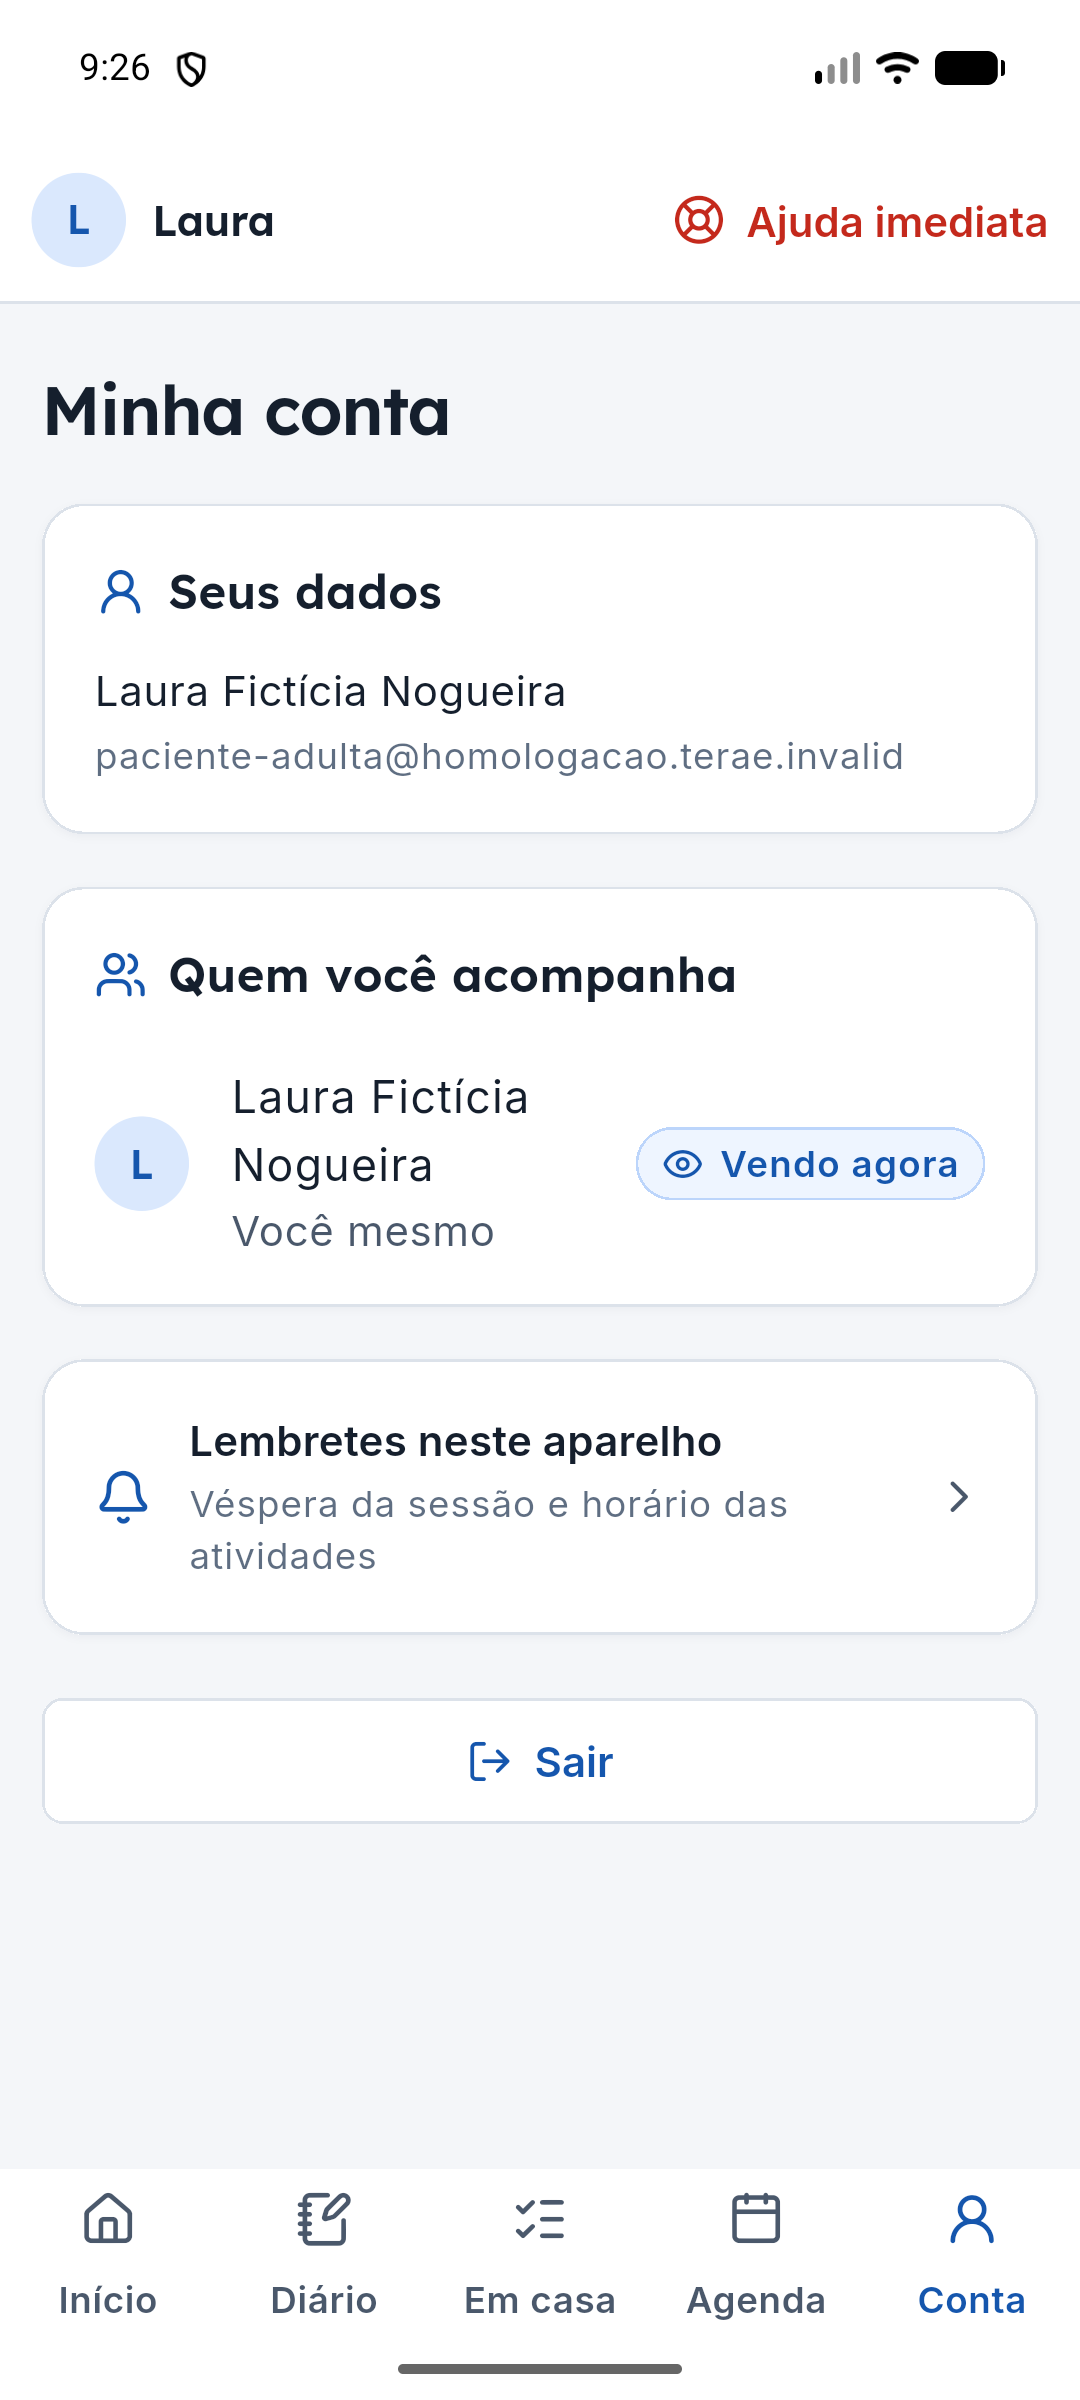 9:26
L
Laura
Ajuda imediata
Minha conta
Seus dados
Laura Fictícia Nogueira
paciente-adulta@homologacao.terae.invalid
Quem você acompanha
L
Laura Fictícia
Nogueira
Você mesmo
Vendo agora
Lembretes neste aparelho
Véspera da sessão e horário das
atividades
Sair
Início
Diário
Em casa
Agenda
Conta